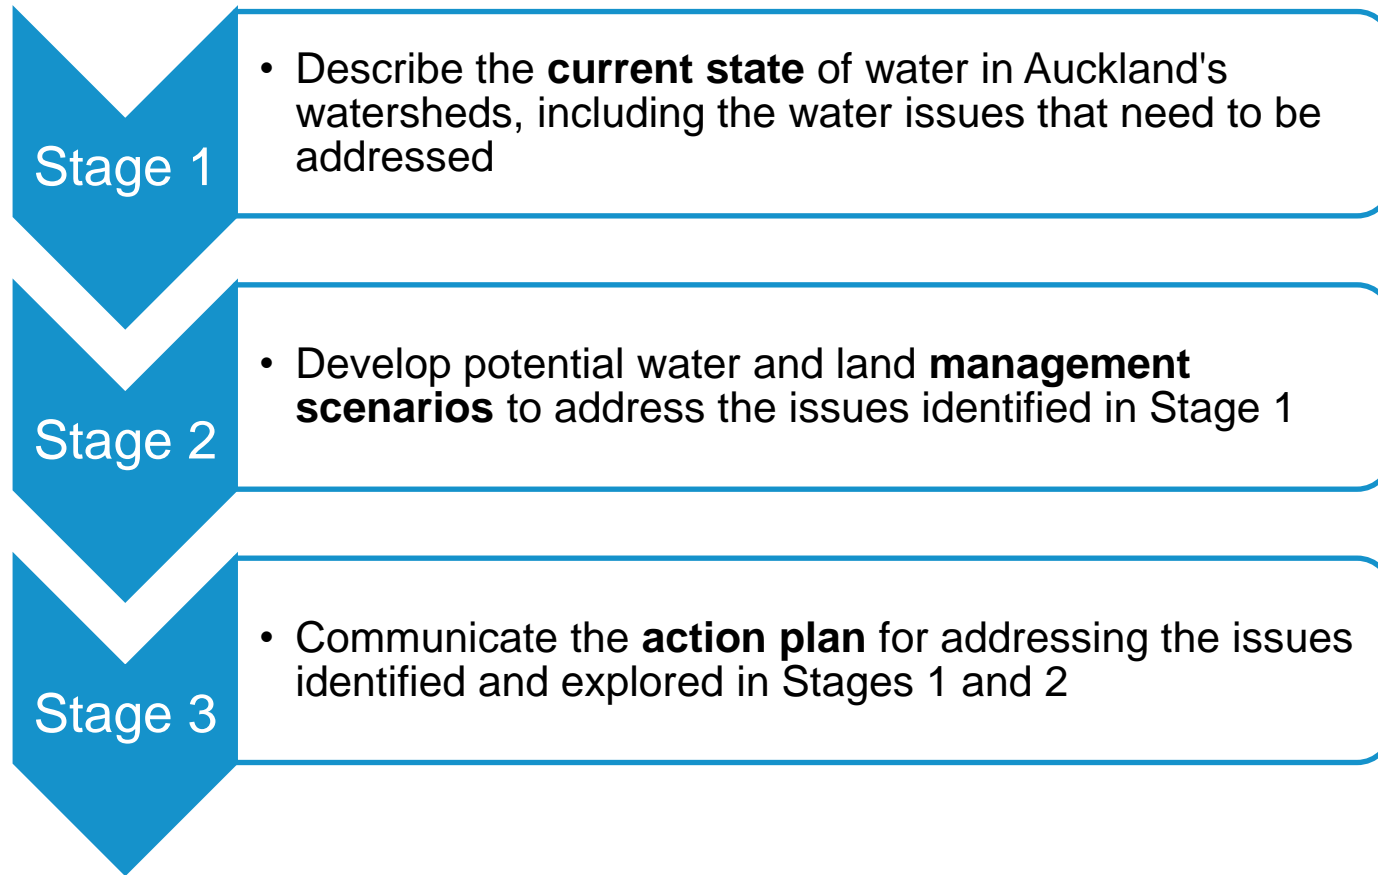 Stage 1
• Describe the current state of water in Auckland's
watersheds, including the water issues that need to be
addressed
Stage 2
• Develop potential water and land management
scenarios to address the issues identified in Stage 1
Stage 3
• Communicate the action plan for addressing the issues
identified and explored in Stages 1 and 2